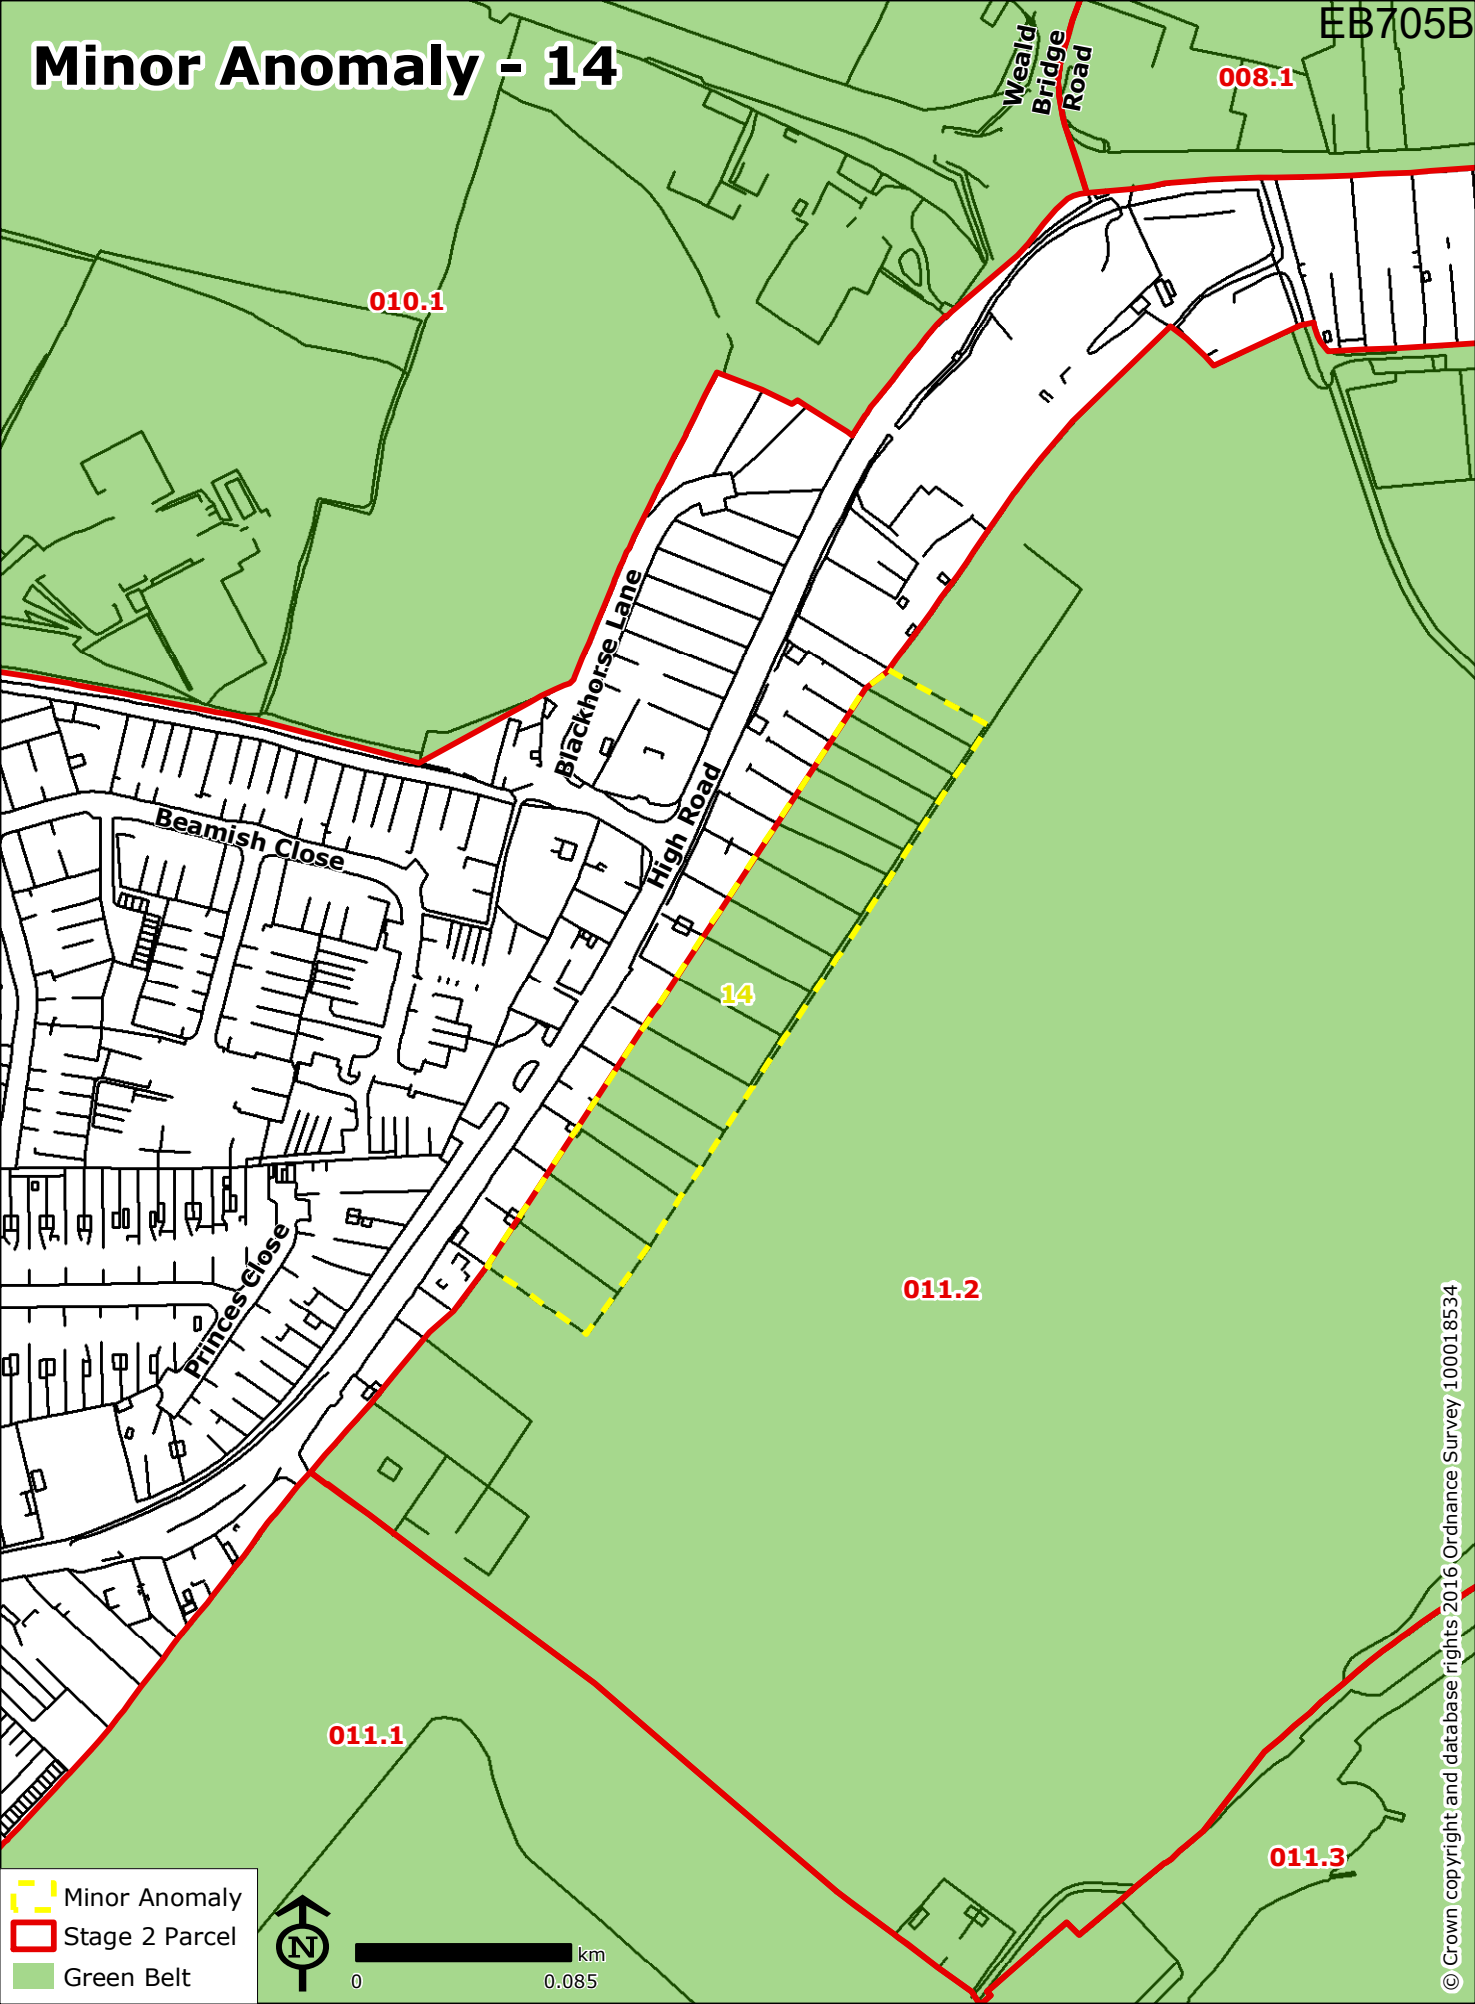 EB705B
Minor Anomaly - 14
Weald
Bridge
Road
008.1
010.1
Blackhorse Lane
High Road
Beamish Close
14
Princes Close
011.2
011.1
011.3
Minor Anomaly
Stage 2 Parcel
Green Belt
N
km
0
0.085
© Crown copyright and database rights 2016 Ordnance Survey 100018534